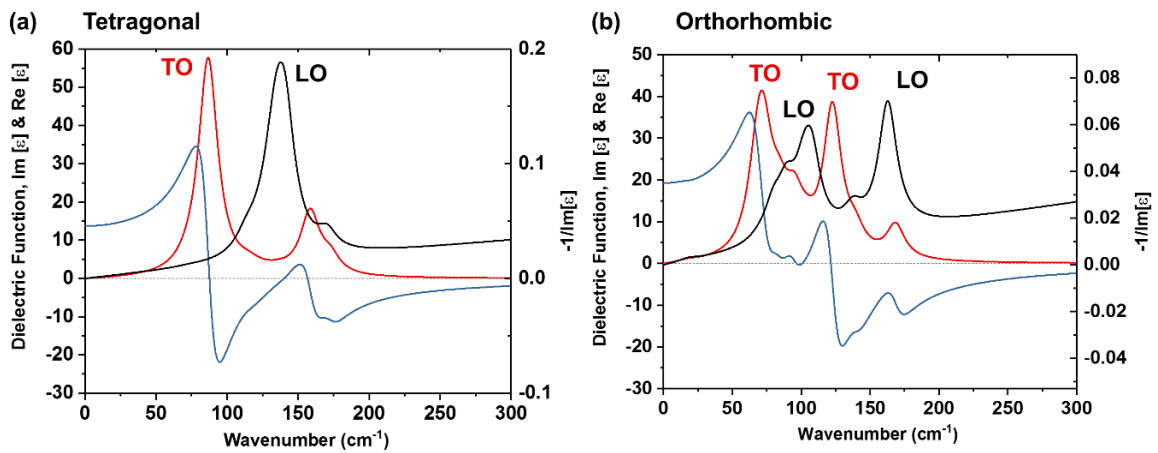 (a) Tetragonal
Dielectric Function, Im [ε] & Re [ε]
60
50
40
30
20
10
0
-10
-20
-30
TO
LO
0.2
0.1
0.0
-0.1
-1/Im[ε]
0 50 100 150 200 250 300
Wavenumber (cm-1)
(b) Orthorhombic
Dielectric Function, Im [ε] & Re [ε]
50
40
30
20
10
0
-10
-20
-30
TO
LO
TO
LO
0.08
0.06
0.04
0.02
0.00
-0.02
-0.04
-1/Im[ε]
0 50 100 150 200 250 300
Wavenumber (cm-1)